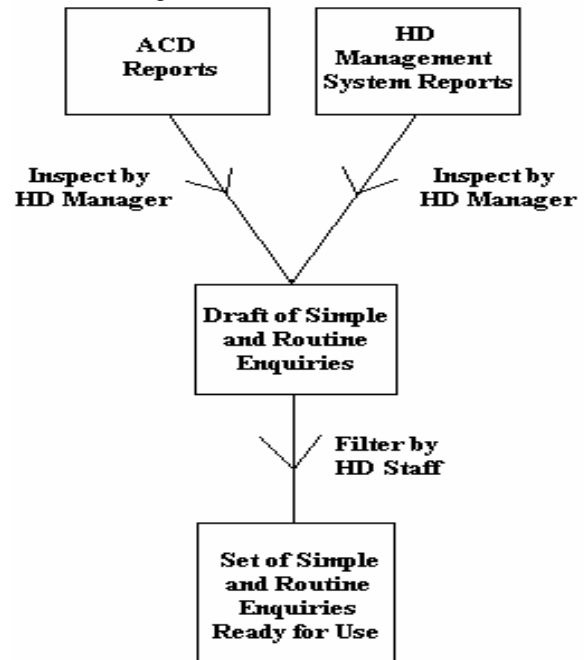 ACD
Reports
HD
Management
System Reports
Inspect by
HD Manager
Inspect by
HD Manager
Draft of Simple
and Routine
Enquiries
Filter by
HD Staff
Set of Simple
and Routine
Enquiries
Ready for Use